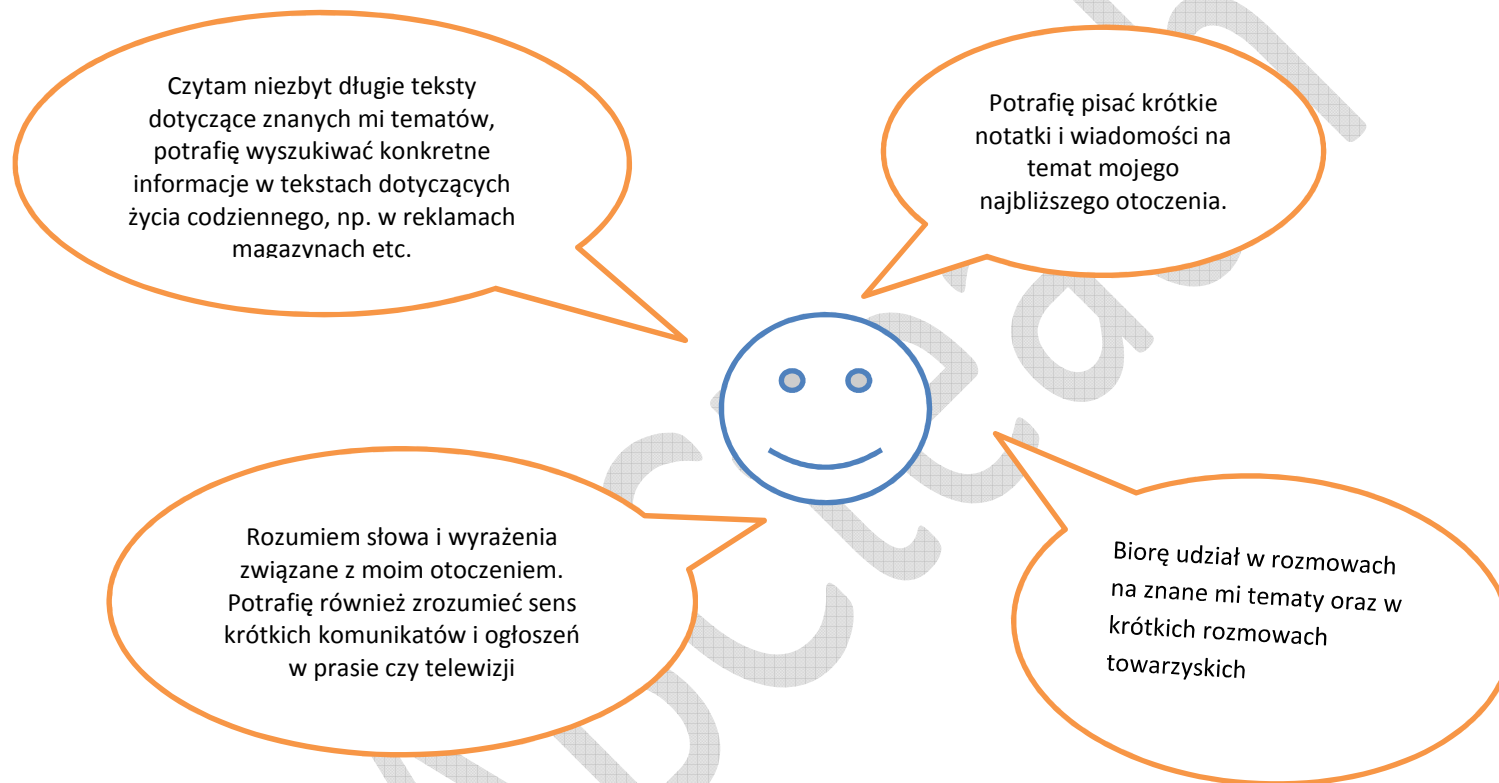 Czytam niezbyt długie teksty
dotyczące znanych mi tematów,
potrafię wyszukiwać konkretne
informacje w tekstach dotyczących
życia codziennego, np. w reklamach
magazynach etc.
Potrafię pisać krótkie
notatki i wiadomości na
temat mojego
najbliższego otoczenia.
Rozumiem słowa i wyrażenia
związane z moim otoczeniem.
Potrafię również zrozumieć sens
krótkich komunikatów i ogłoszeń
w prasie czy telewizji
Biorę udział w rozmowach
na znane mi tematy oraz w
krótkich rozmowach
towarzyskich